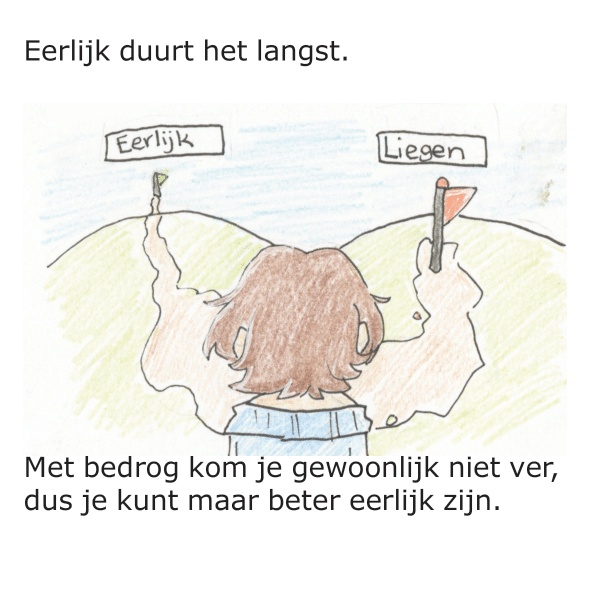 Eerlijk duurt het langst.
Eerlijk
Liegen
Met bedrog kom je gewoonlijk niet ver,
dus je kunt maar beter eerlijk zijn.